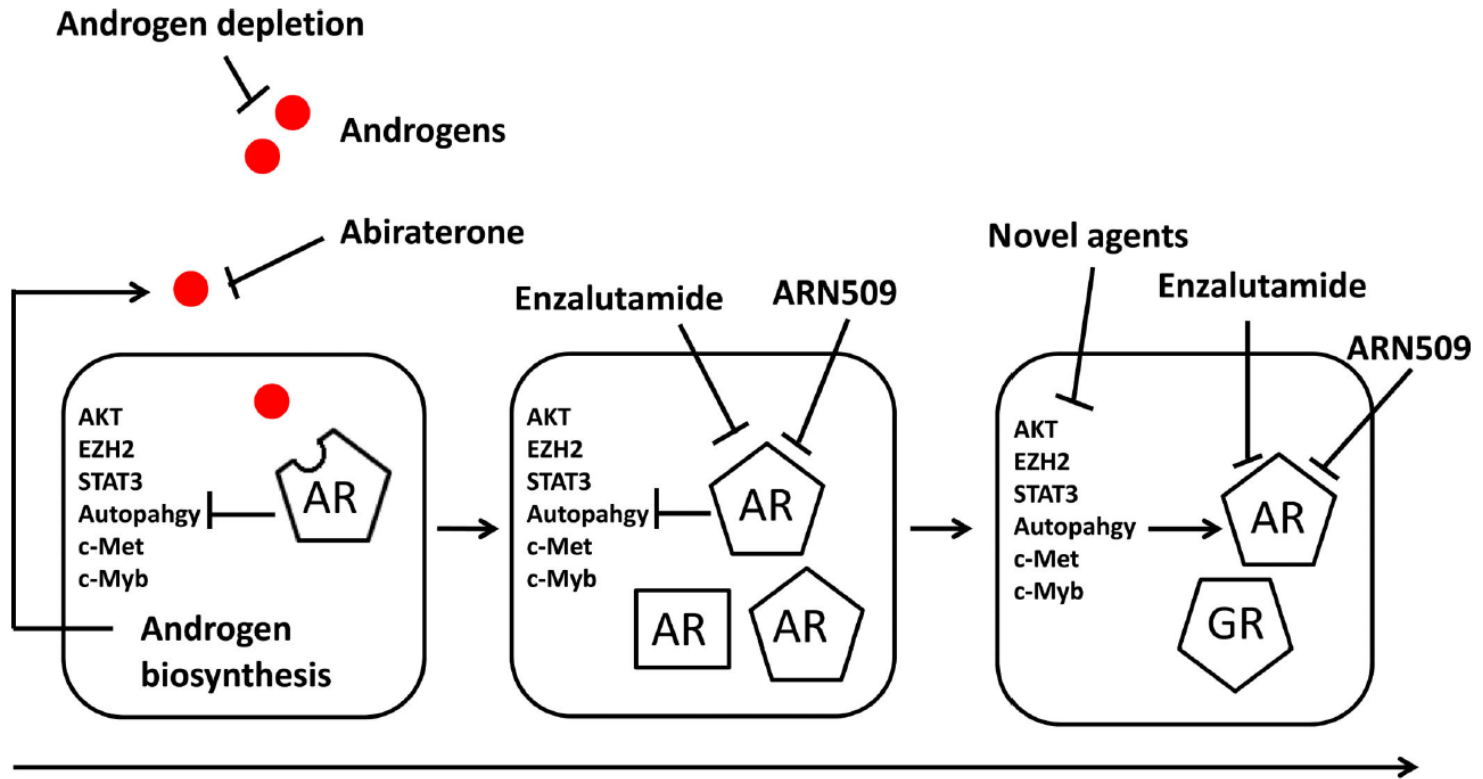 Androgen depletion
Androgens
Abiraterone
AKT
EZH2
STAT3
Autopahgy
c-Met
c-Myb
AR
Androgen
biosynthesis
Enzalutamide
ARN509
AKT
EZH2
STAT3
Autopahgy
c-Met
c-Myb
AR
AR
AR
Novel agents
Enzalutamide
ARN509
AKT
EZH2
STAT3
Autopahgy
c-Met
c-Myb
AR
GR